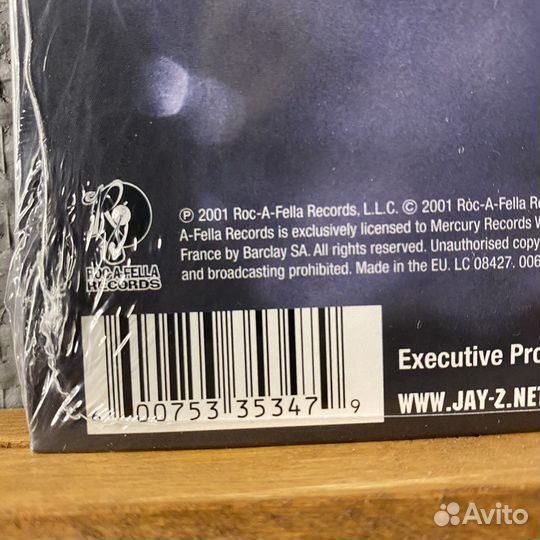 ROC-A-FELLA
RECORDS
℗ 2001 Roc-A-Fella Records, L.L.C. © 2001 Roc-A-Fella
A-Fella Records is exclusively licensed to Mercury Records
France by Barclay SA. All rights reserved. Unauthorised copy
and broadcasting prohibited. Made in the EU. LC 08427. 006
Executive Pro
WWW.JAY-Z.NET
6 00753 35347 9
Avito